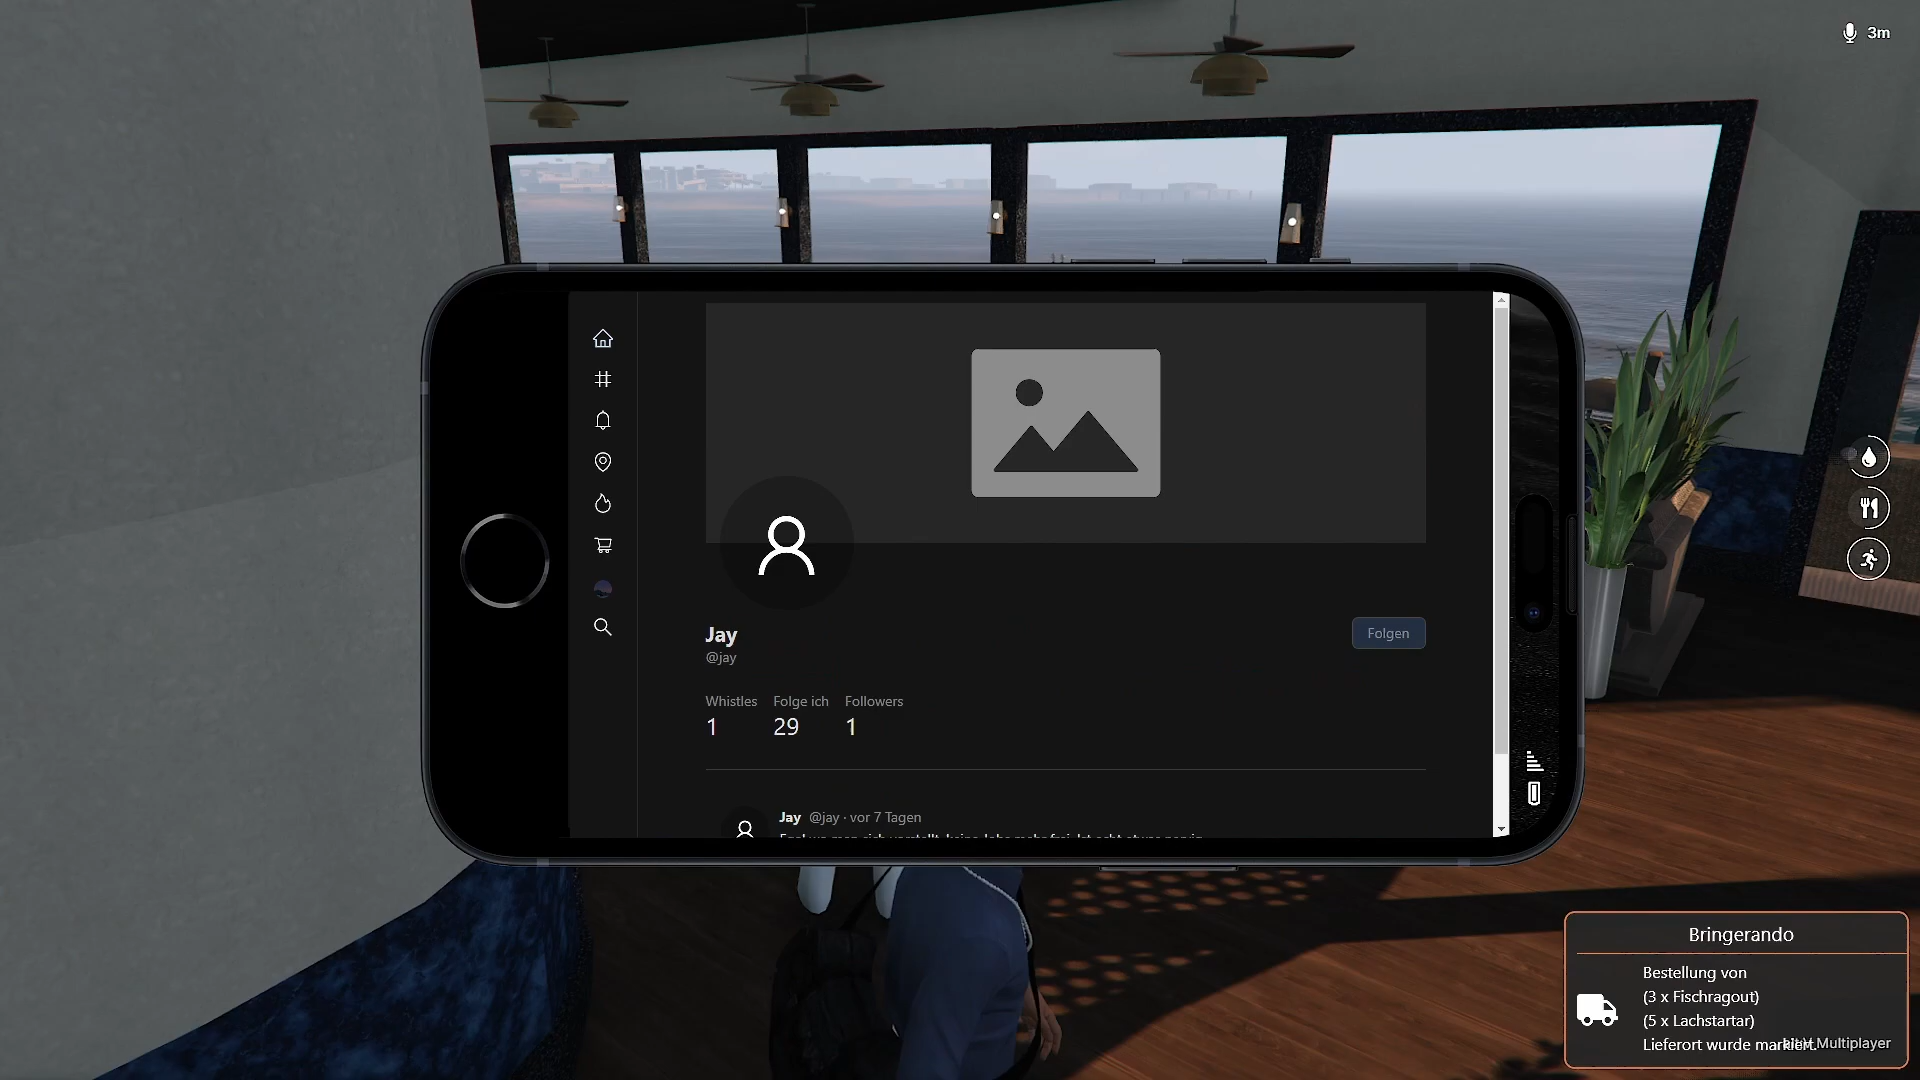 3m
Jay
@jay
Folgen
Whistles Folge ich Followers
1 29 1
Jay @jay · vor 7 Tagen
Bringerando
Bestellung von
(3 x Fischragout)
(5 x Lachstartar)
Lieferort wurde markiert.
Multiplayer